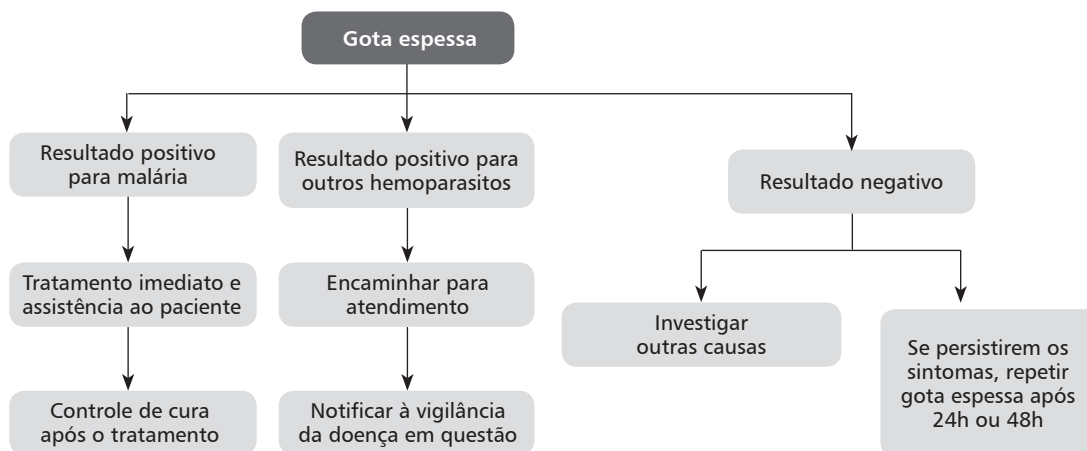 Gota espessa
Resultado positivo
para malária
Resultado positivo para
outros hemoparasitos
Resultado negativo
Tratamento imediato e
assistência ao paciente
Encaminhar para
atendimento
Investigar
outras causas
Se persistirem os
sintomas, repetir
gota espessa após
24h ou 48h
Controle de cura
após o tratamento
Notificar à vigilância
da doença em questão